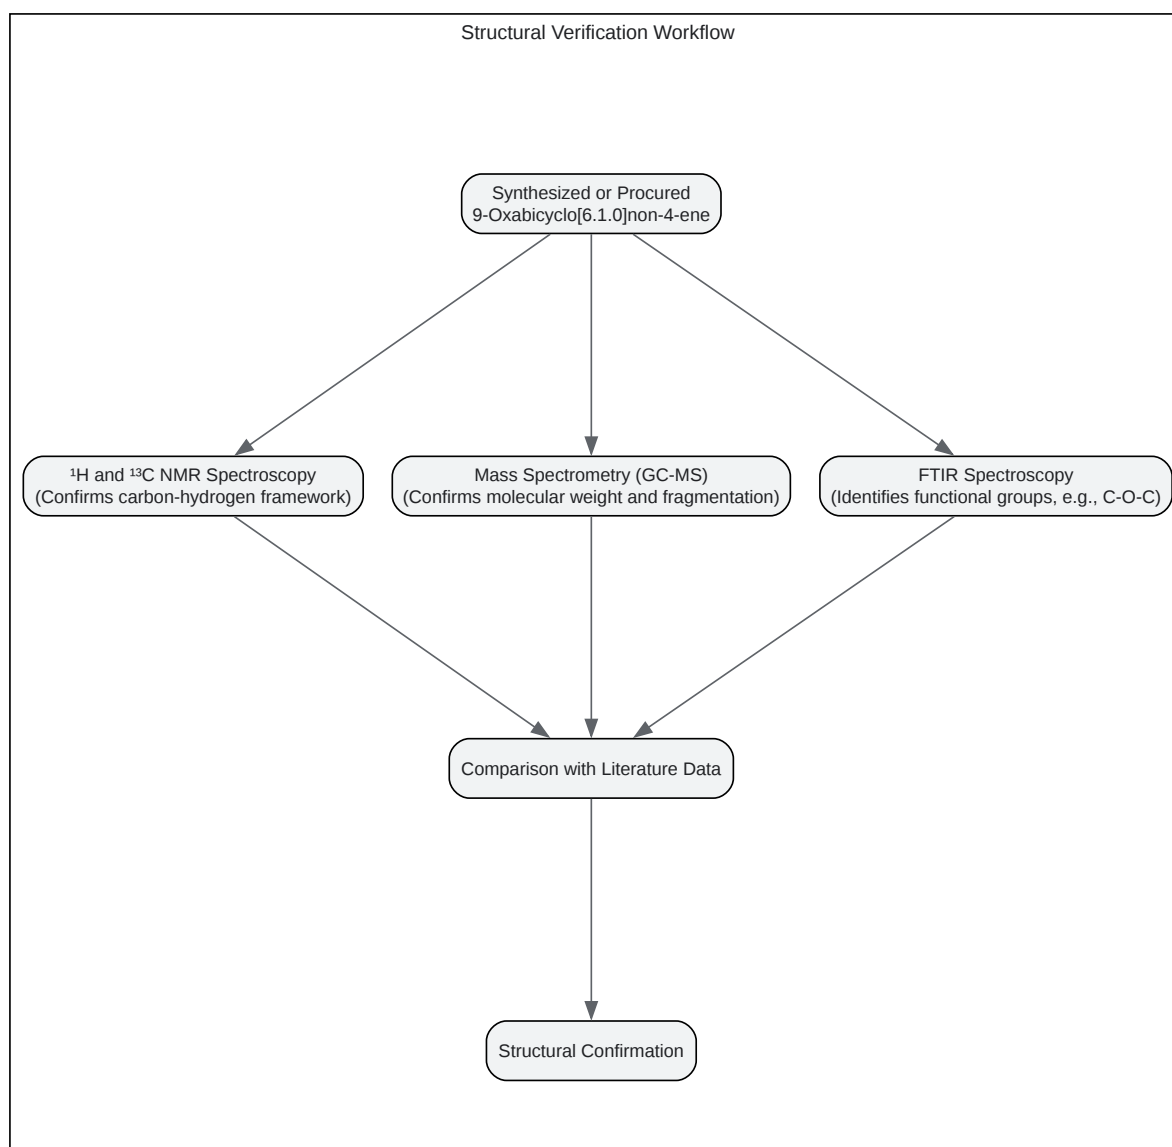 Structural Verification Workflow
Synthesized or Procured
9-Oxabicyclo[6.1.0]non-4-ene
¹H and ¹³C NMR Spectroscopy
(Confirms carbon-hydrogen framework)
Mass Spectrometry (GC-MS)
(Confirms molecular weight and fragmentation)
FTIR Spectroscopy
(Identifies functional groups, e.g., C-O-C)
Comparison with Literature Data
Structural Confirmation